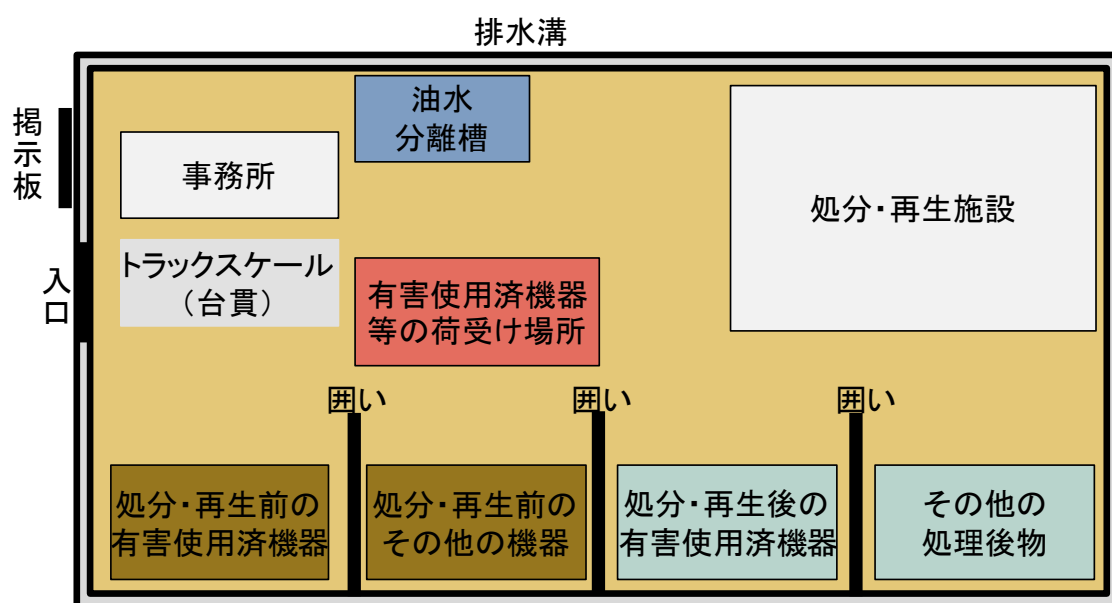 排水溝
掲示板
油水
分離槽
事務所
処分・再生施設
トラックスケール
（台貫）
入口
有害使用済機器
等の荷受け場所
囲い
囲い
囲い
処分・再生前の
有害使用済機器
処分・再生前の
その他の機器
処分・再生後の
有害使用済機器
その他の
処理後物